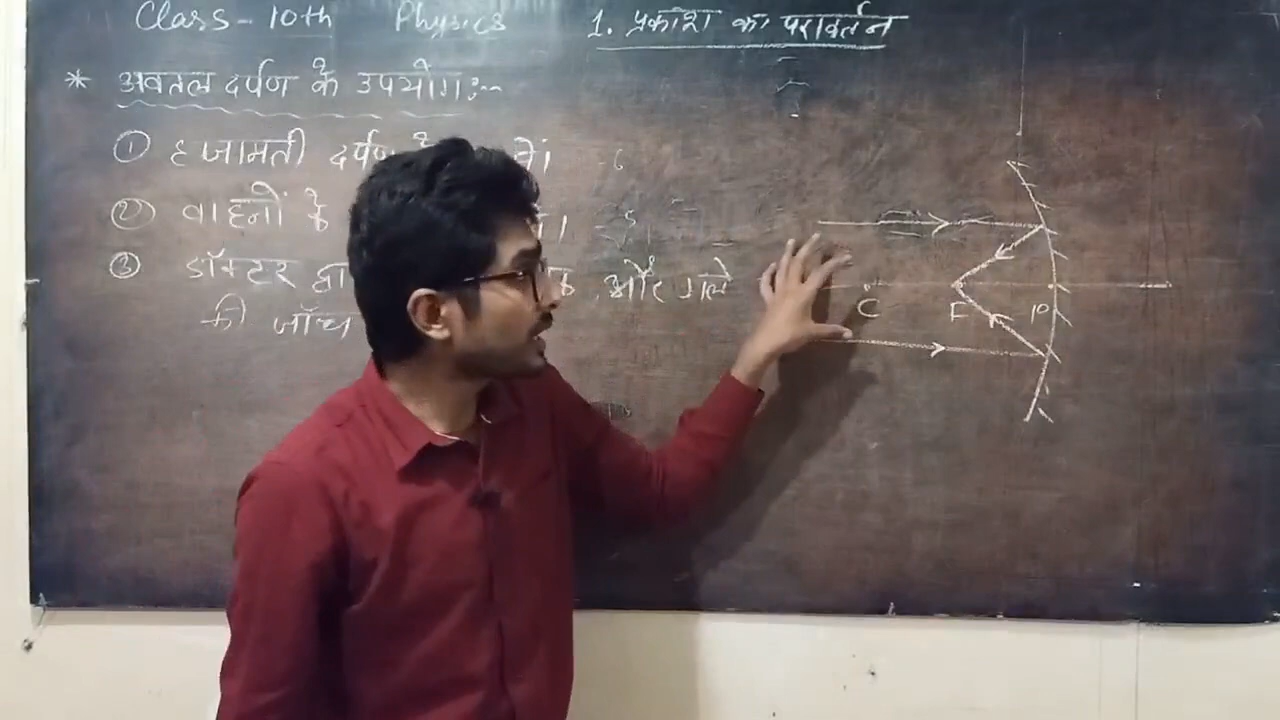 Class - 10th Physics 1. प्रकाश का परावर्तन
* अवतल दर्पण के उपयोग :-
① हजामती दर्पण में।
② वाहनों के
③ डॉक्टर और गले
की जाँच
C F P